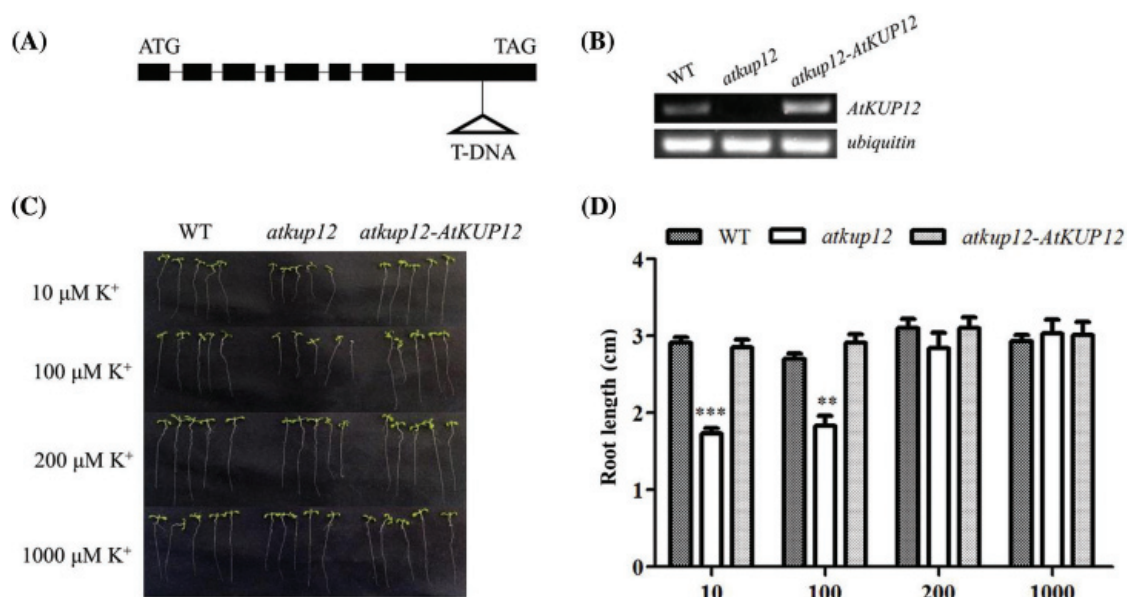 (A)
ATG TAG
T-DNA
(B)
WT atkup12 atkup12-AtKUP12
AtKUP12
ubiquitin
(C)
WT atkup12 atkup12-AtKUP12
10 μM K⁺
100 μM K⁺
200 μM K⁺
1000 μM K⁺
(D)
WT atkup12 atkup12-AtKUP12
Root length (cm)
4
3
2
1
0
*** **
10 100 200 1000